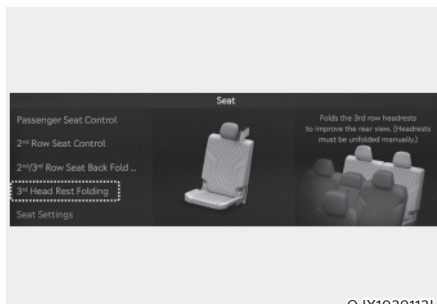 Seat
Passenger Seat Control
2nd Row Seat Control
2nd/3rd Row Seat Back Fold ...
3rd Head Rest Folding
Seat Settings
Folds the 3rd row headrests
to improve the rear view. (Headrests
must be unfolded manually.)